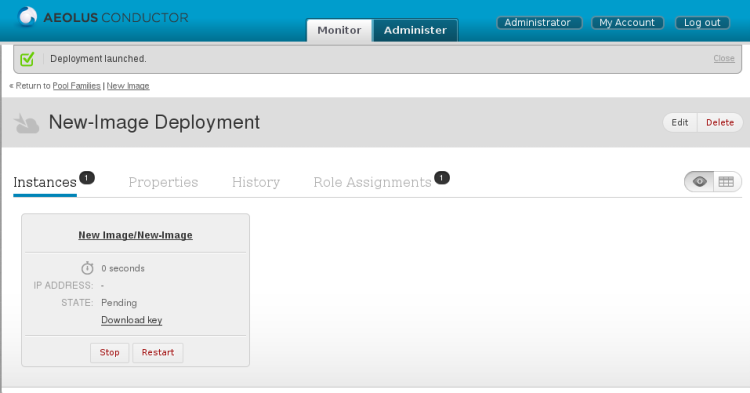 AEOLUS CONDUCTOR
Monitor
Administer
Administrator
My Account
Log out
Deployment launched.
Close
« Return to Pool Families | New Image
New-Image Deployment
Edit
Delete
Instances 1
Properties
History
Role Assignments 1
New Image/New-Image
0 seconds
IP ADDRESS: -
STATE: Pending
Download key
Stop
Restart